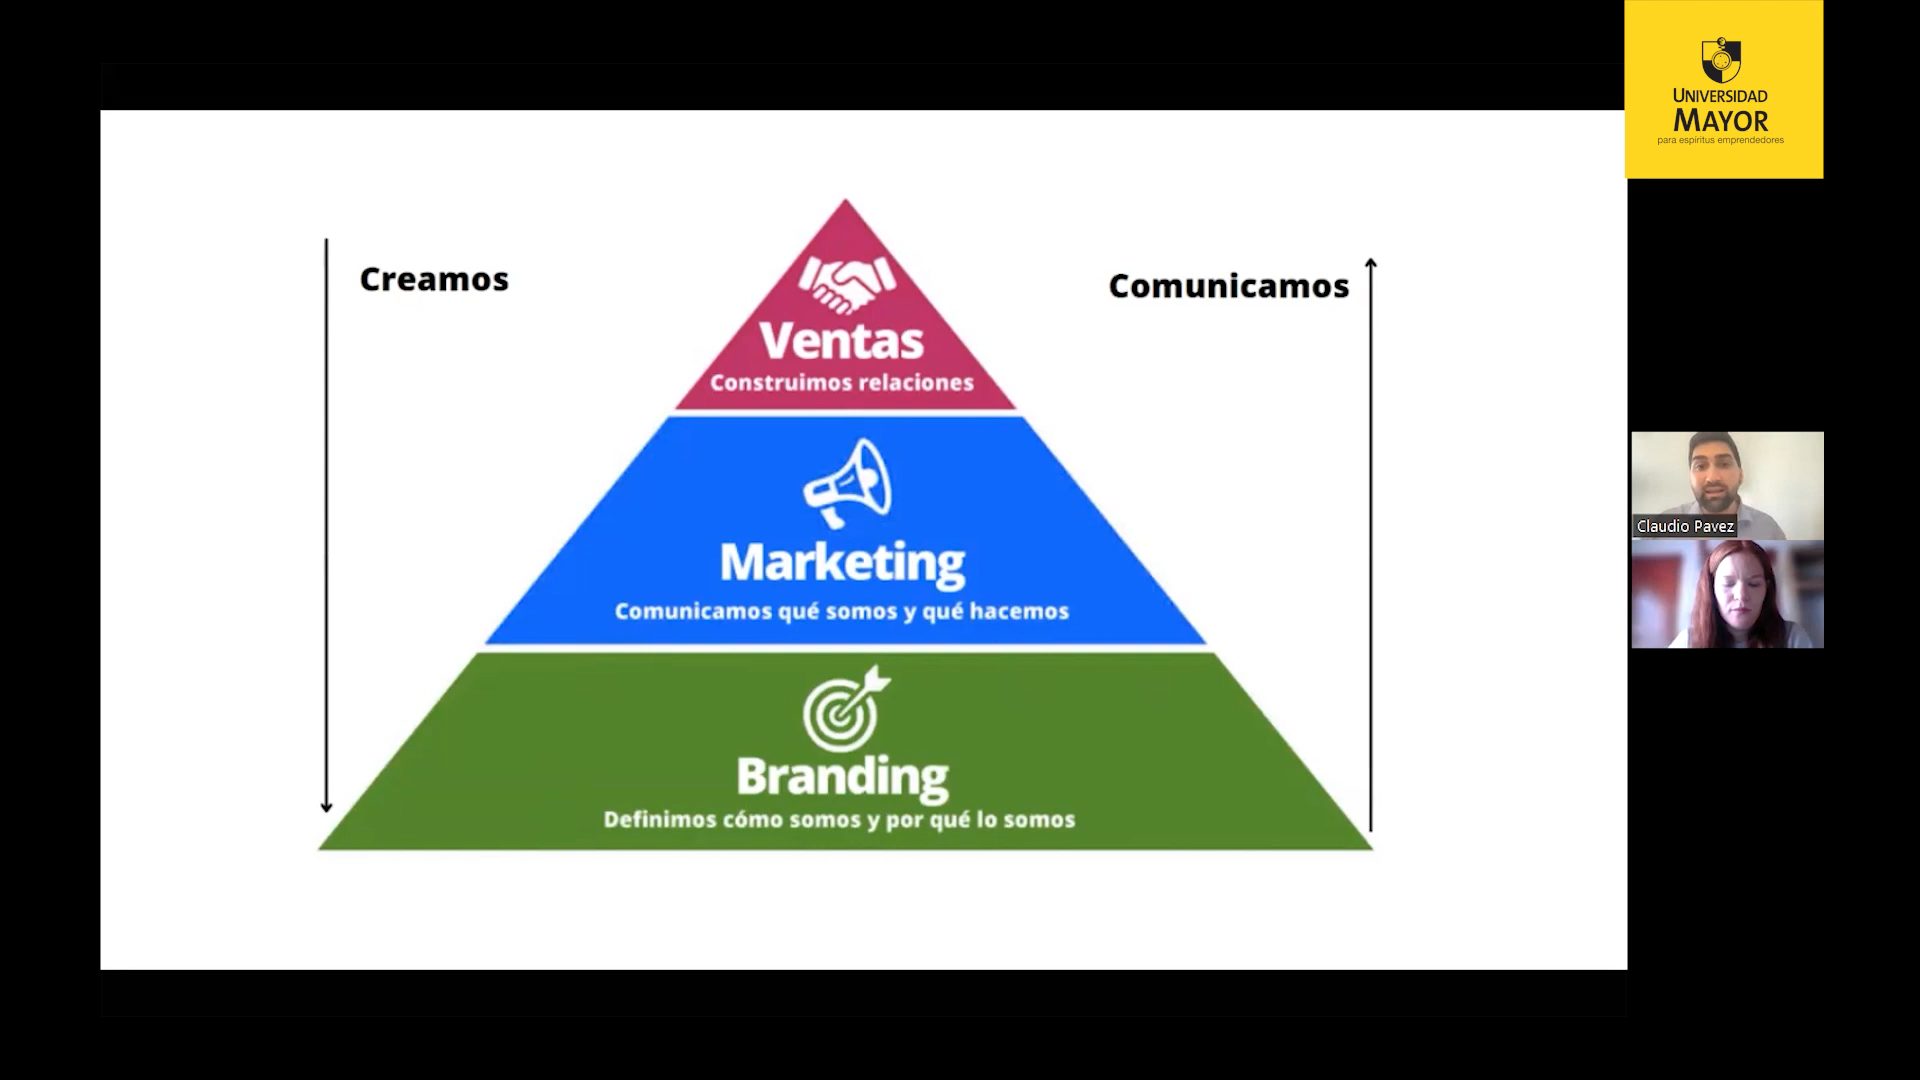 UNIVERSIDAD
MAYOR
para espíritus emprendedores
Creamos
Comunicamos
Ventas
Construimos relaciones
Marketing
Comunicamos qué somos y qué hacemos
Branding
Definimos cómo somos y por qué lo somos
Claudio Pavez